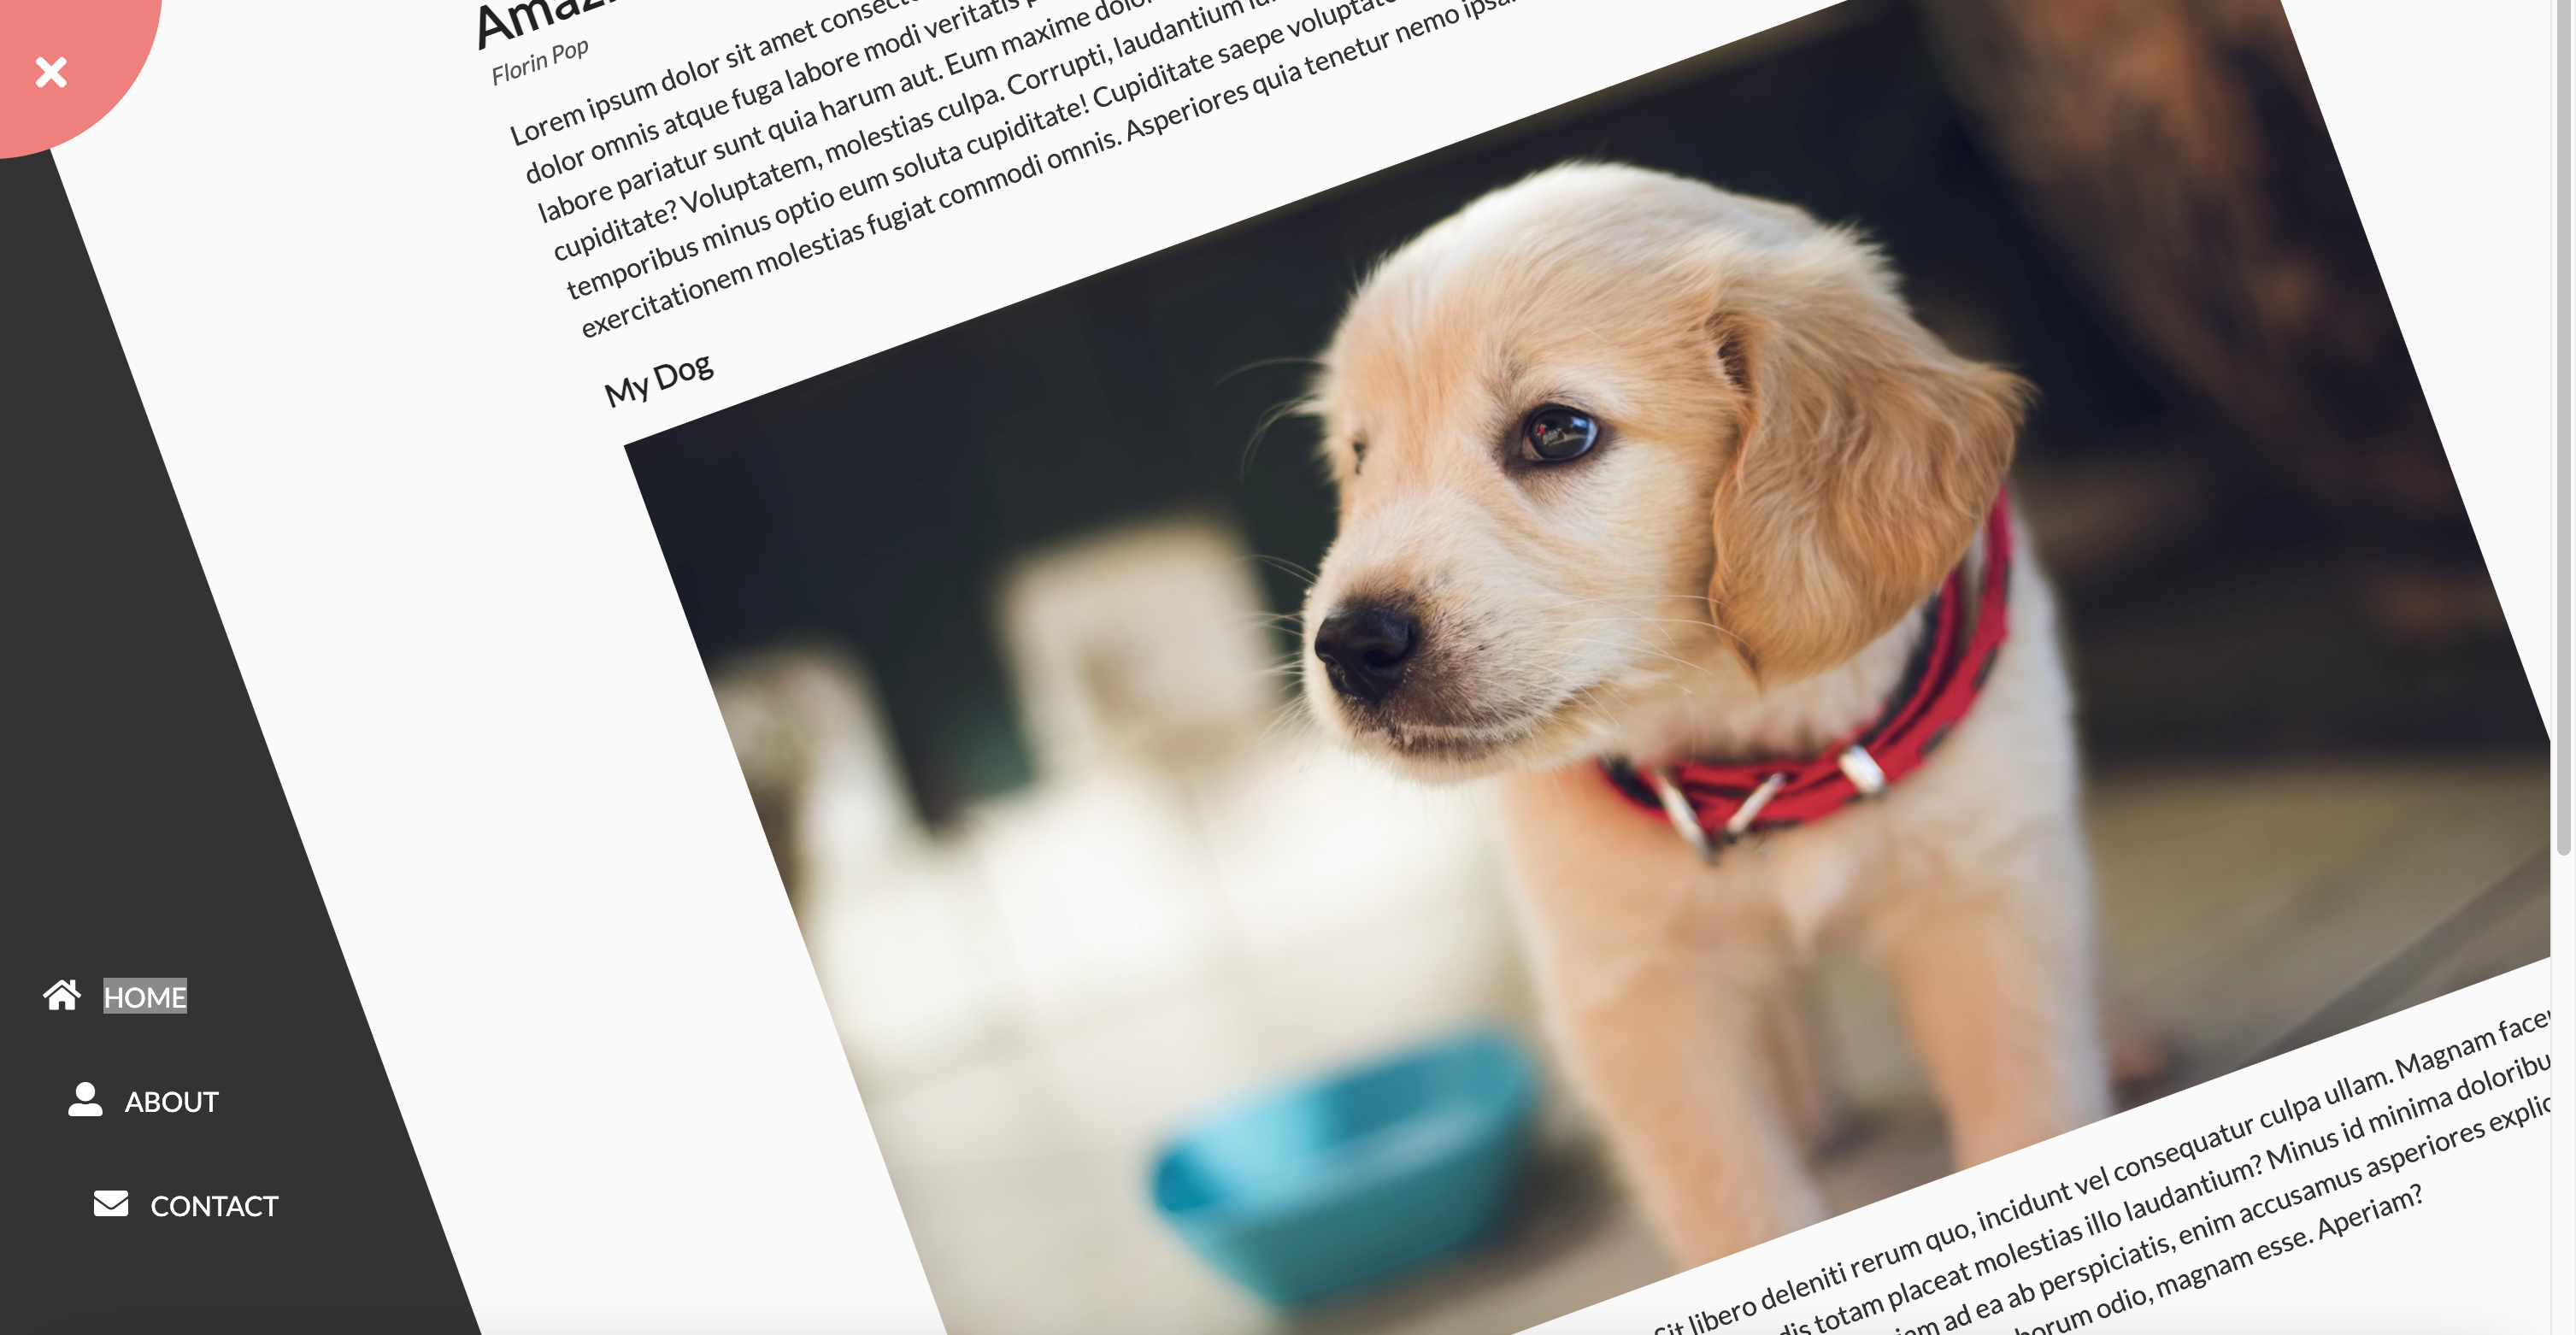 Florin Pop
Lorem ipsum dolor sit amet
dolor omnis atque fuga labore modi veritatis
labore pariatur sunt quia harum aut. Eum maxime
cupiditate? Voluptatem, molestias culpa. Corrupti, laudantium
temporibus minus optio eum soluta cupiditate! Cupiditate saepe
exercitationem molestias fugiat commodi omnis. Asperiores quia tenetur nemo
My Dog
HOME
ABOUT
CONTACT
Sit libero deleniti rerum quo, incidunt vel consequatur culpa ullam. Magnam
totam placeat molestias illo laudantium? Minus id minima
ad ea ab perspiciatis, enim accusamus asperiores
odio, magnam esse. Aperiam?